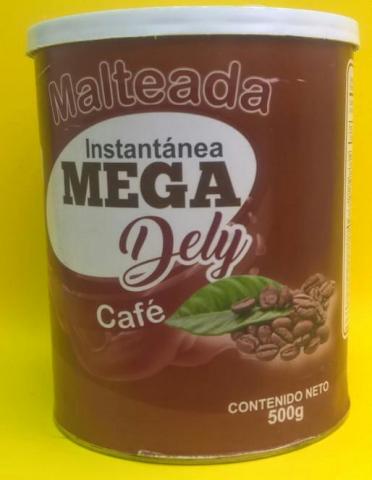 Malteada
Instantánea
MEGA
Dely
Café
CONTENIDO NETO
500g